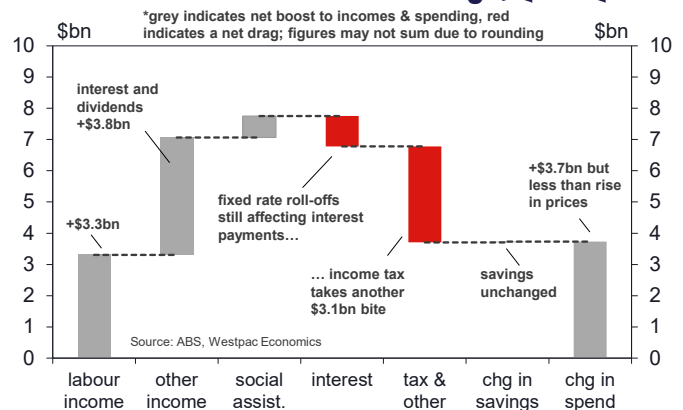 *grey indicates net boost to incomes & spending, red
indicates a net drag; figures may not sum due to rounding
$bn
$bn
10
9
8
7
6
5
4
3
2
1
0
10
9
8
7
6
5
4
3
2
1
0
interest and
dividends
+$3.8bn
+$3.3bn
fixed rate roll-offs
still affecting interest
payments…
… income tax
takes another
$3.1bn bite
savings
unchanged
+$3.7bn but
less than rise
in prices
Source: ABS, Westpac Economics
labour
income
other
income
social
assist.
interest
tax &
other
chg in
savings
chg in
spend